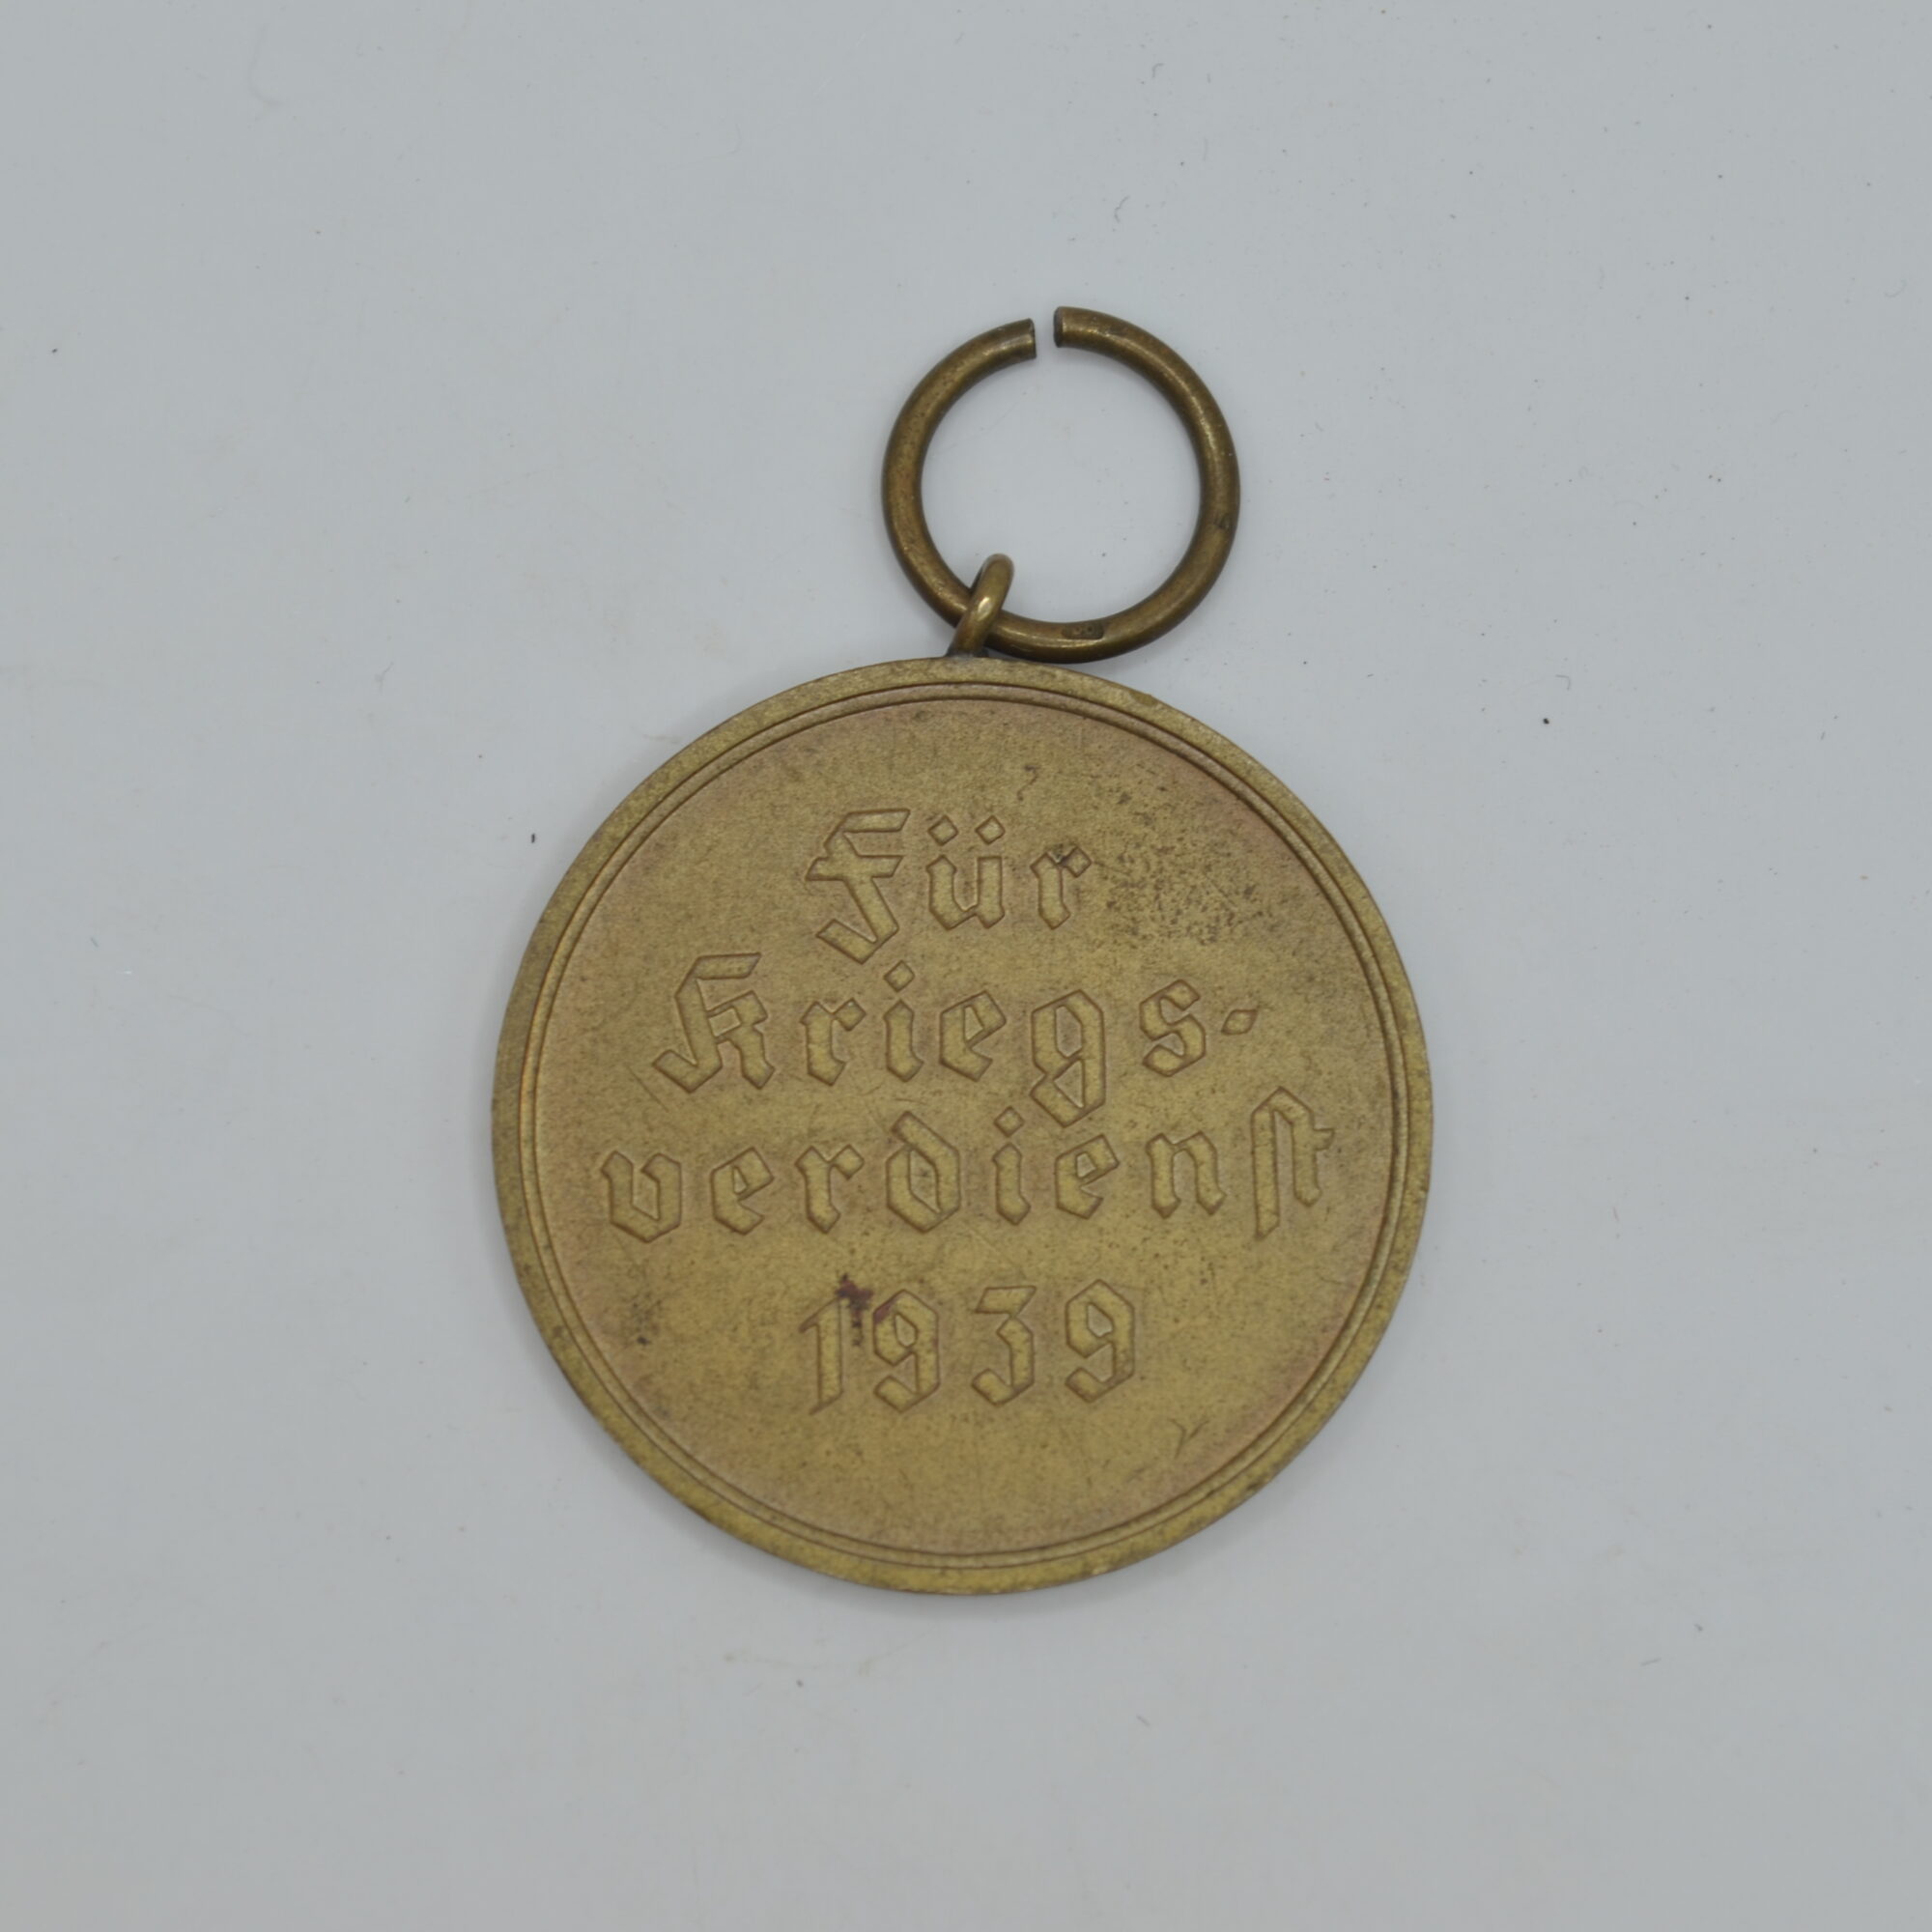 Für
Kriegs-
verdienst
1939